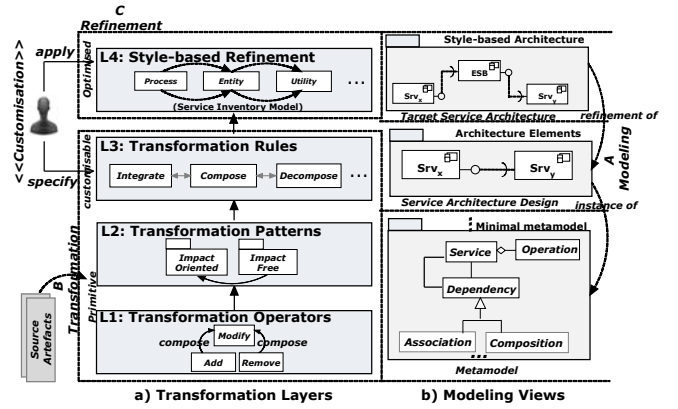 C
Refinement
apply
<<Customisation>>
specify
Optimised
L4: Style-based Refinement
Process
Entity
Utility
...
(Service Inventory Model)
customisable
L3: Transformation Rules
Integrate
Compose
Decompose
...
Transformation
B
Primitive
L2: Transformation Patterns
Impact
Oriented
Impact
Free
Source
Artefacts
L1: Transformation Operators
compose
Modify
compose
Add
Remove
a) Transformation Layers
Style-based Architecture
ESB
Srvx
Srvy
Target Service Architecture
refinement of
A
Modeling
Architecture Elements
Srvx
Srvy
Service Architecture Design
instance of
Minimal metamodel
Service
Operation
Dependency
Association
Composition
...
Metamodel
b) Modeling Views